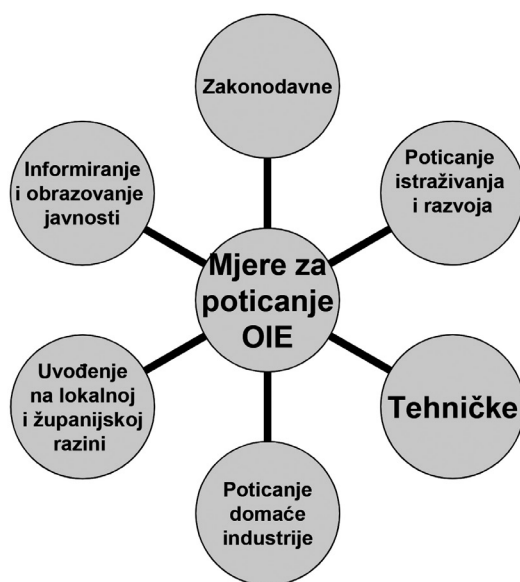 Zakonodavne
Informiranje
i obrazovanje
javnosti
Poticanje
istraživanja
i razvoja
Mjere za
poticanje
OIE
Uvođenje
na lokalnoj
i županijskoj
razini
Tehničke
Poticanje
domaće
industrije